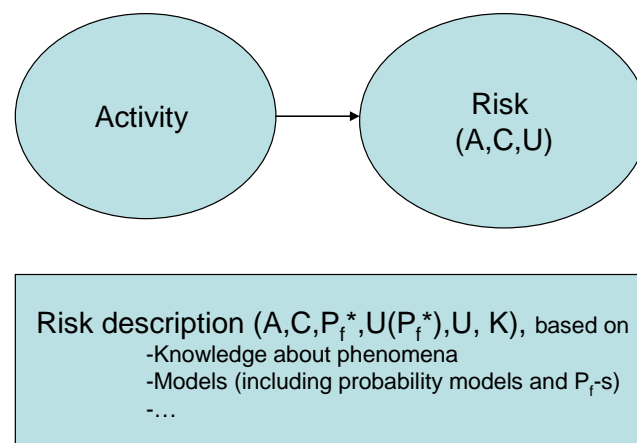 Activity
Risk
(A,C,U)
Risk description (A,C,P_f*,U(P_f*),U, K), based on
-Knowledge about phenomena
-Models (including probability models and P_f-s)
-…